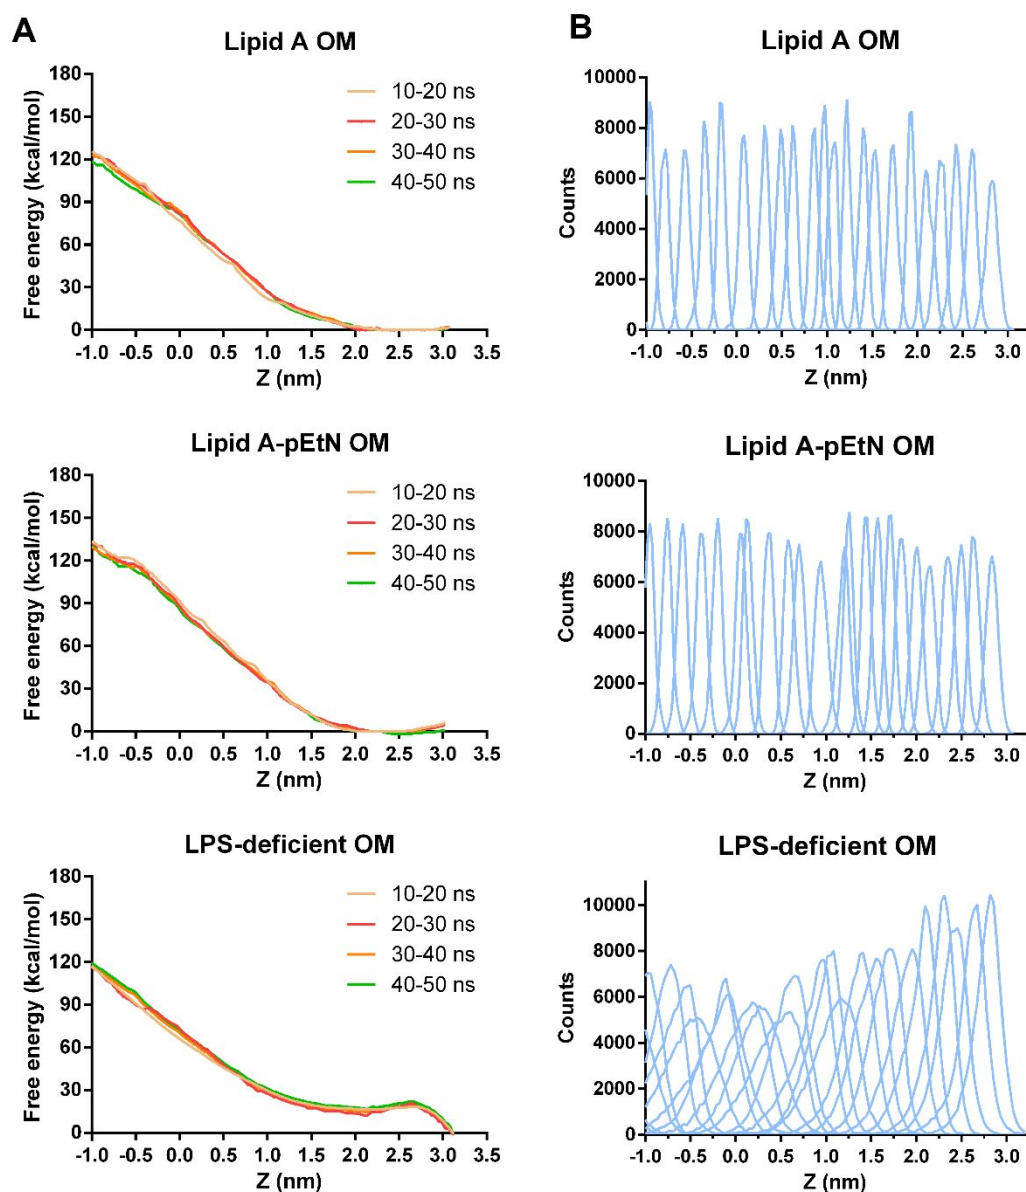 A
Lipid A OM
Free energy (kcal/mol)
180
150
120
90
60
30
0
10-20 ns
20-30 ns
30-40 ns
40-50 ns
-1.0 -0.5 0.0 0.5 1.0 1.5 2.0 2.5 3.0 3.5
Z (nm)
Lipid A-pEtN OM
Free energy (kcal/mol)
180
150
120
90
60
30
0
10-20 ns
20-30 ns
30-40 ns
40-50 ns
-1.0 -0.5 0.0 0.5 1.0 1.5 2.0 2.5 3.0 3.5
Z (nm)
LPS-deficient OM
Free energy (kcal/mol)
180
150
120
90
60
30
0
10-20 ns
20-30 ns
30-40 ns
40-50 ns
-1.0 -0.5 0.0 0.5 1.0 1.5 2.0 2.5 3.0 3.5
Z (nm)
B
Lipid A OM
Counts
10000
8000
6000
4000
2000
0
-1.0 -0.5 0.0 0.5 1.0 1.5 2.0 2.5 3.0
Z (nm)
Lipid A-pEtN OM
Counts
10000
8000
6000
4000
2000
0
-1.0 -0.5 0.0 0.5 1.0 1.5 2.0 2.5 3.0
Z (nm)
LPS-deficient OM
Counts
10000
8000
6000
4000
2000
0
-1.0 -0.5 0.0 0.5 1.0 1.5 2.0 2.5 3.0
Z (nm)